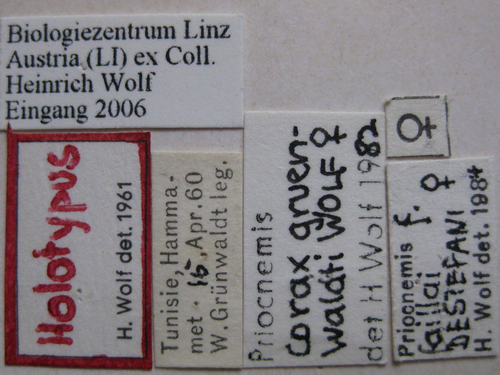 Biologiezentrum Linz
Austria (LI) ex Coll.
Heinrich Wolf
Eingang 2006
Holotypus
H. Wolf det. 1961
Tunisie, Hamma-
met · 15. Apr. 60
W. Grünwaldt leg.
Priocnemis
corax gruen-
waldti WOLF ♀
det H Wolf 1982
♀
Priocnemis f.
faillai ♀
DESTEFANI
H. Wolf det. 1984